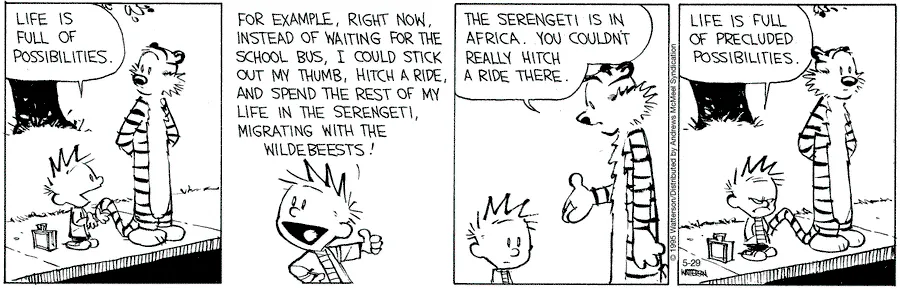 LIFE IS
FULL OF
POSSIBILITIES.
FOR EXAMPLE, RIGHT NOW,
INSTEAD OF WAITING FOR THE
SCHOOL BUS, I COULD STICK
OUT MY THUMB, HITCH A RIDE,
AND SPEND THE REST OF MY
LIFE IN THE SERENGETI,
MIGRATING WITH THE
WILDEBEESTS!
THE SERENGETI IS IN
AFRICA. YOU COULDN'T
REALLY HITCH
A RIDE THERE.
© 1995 Watterson/Distributed by Andrews McMeel Syndication
LIFE IS FULL
OF PRECLUDED
POSSIBILITIES.
5-29
WATTERSON